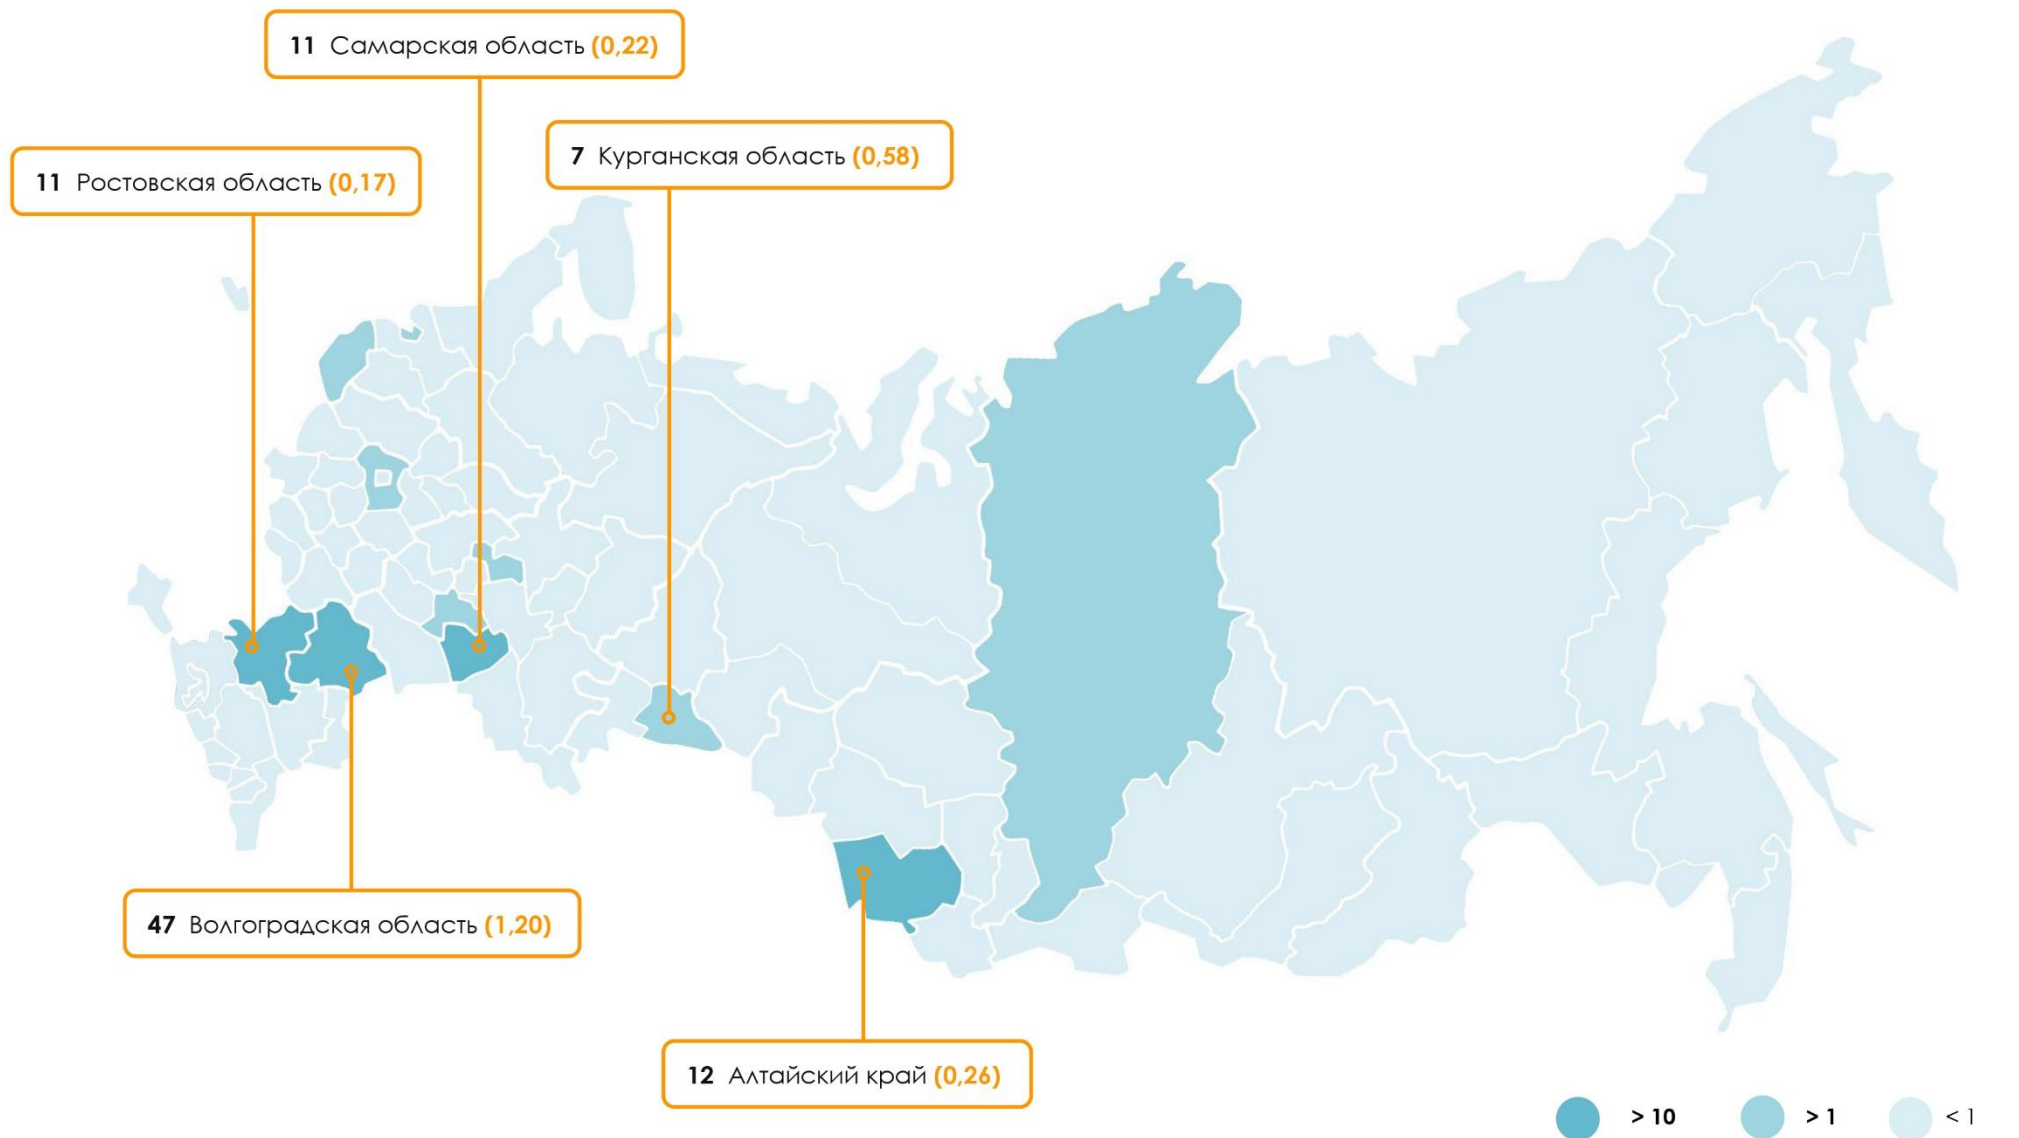 11 Самарская область (0,22)
7 Курганская область (0,58)
11 Ростовская область (0,17)
47 Волгоградская область (1,20)
12 Алтайский край (0,26)
> 10
> 1
< 1